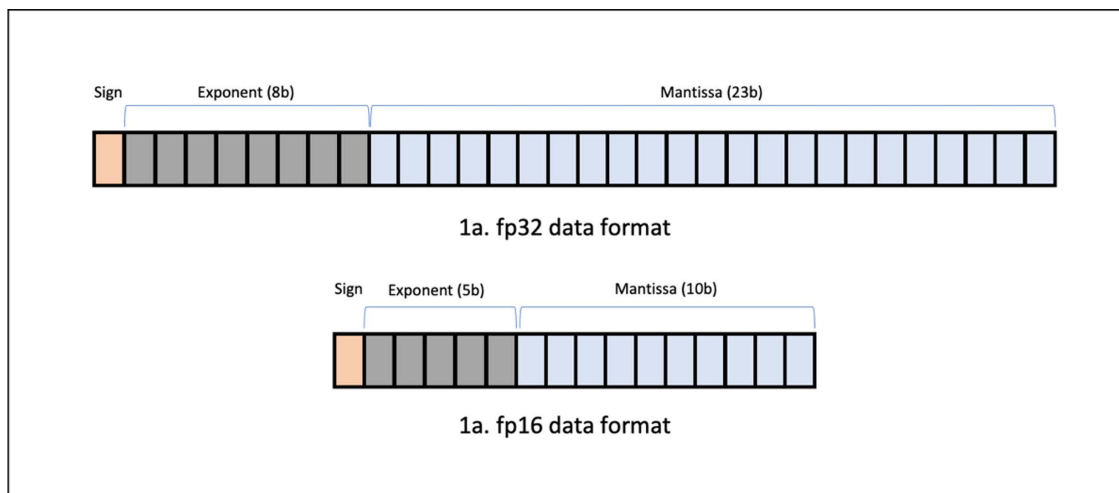 Sign Exponent (8b) Mantissa (23b)
1a. fp32 data format
Sign Exponent (5b) Mantissa (10b)
1a. fp16 data format